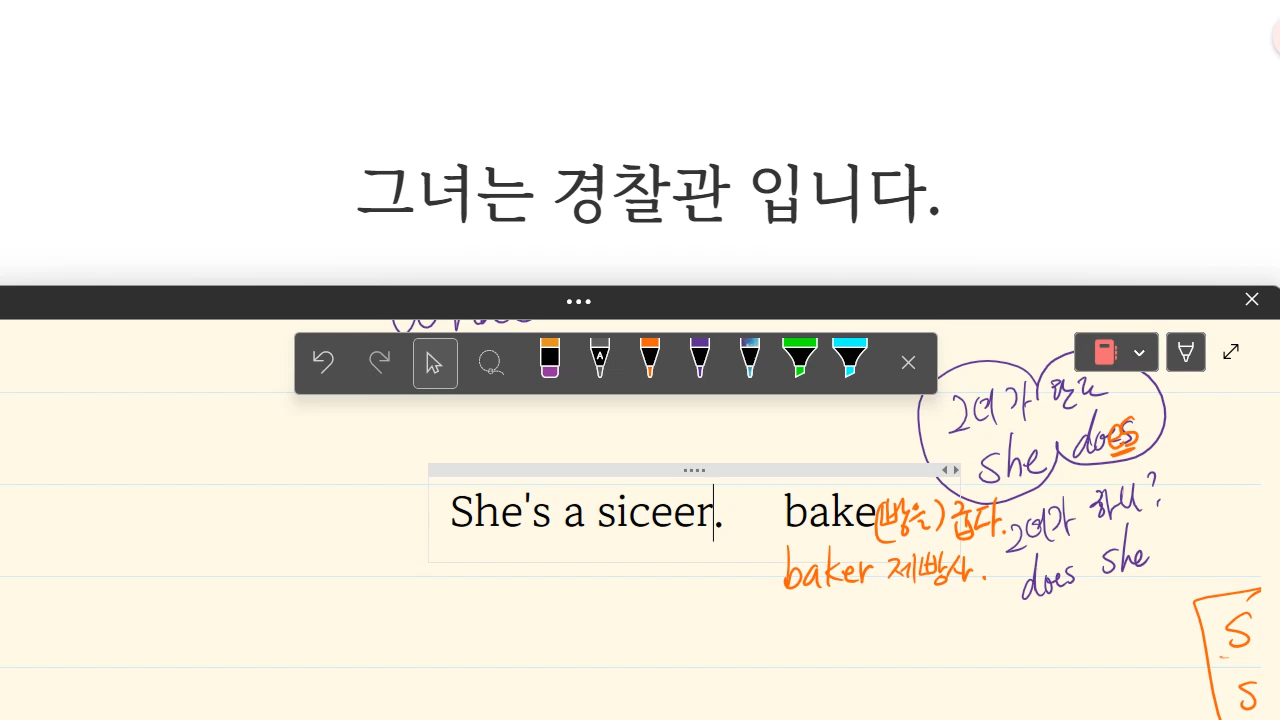 그녀는 경찰관 입니다.
그녀가 한다
she does
She's a siceer. bake (빵을) 굽다.
그녀가 하니?
baker 제빵사.
does she
S
s